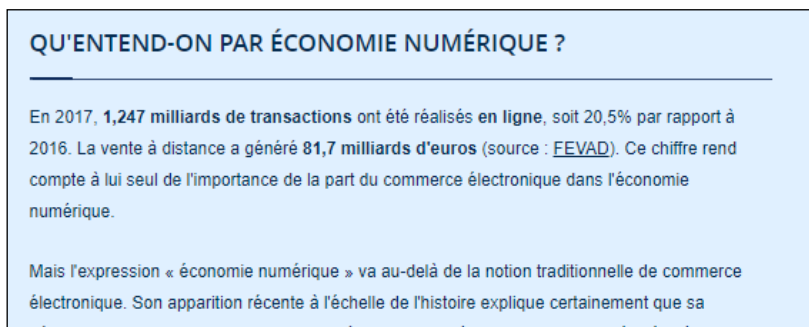 QU'ENTEND-ON PAR ÉCONOMIE NUMÉRIQUE ?
En 2017, 1,247 milliards de transactions ont été réalisés en ligne, soit 20,5% par rapport à
2016. La vente à distance a généré 81,7 milliards d'euros (source : FEVAD). Ce chiffre rend
compte à lui seul de l'importance de la part du commerce électronique dans l'économie
numérique.
Mais l'expression « économie numérique » va au-delà de la notion traditionnelle de commerce
électronique. Son apparition récente à l'échelle de l'histoire explique certainement que sa